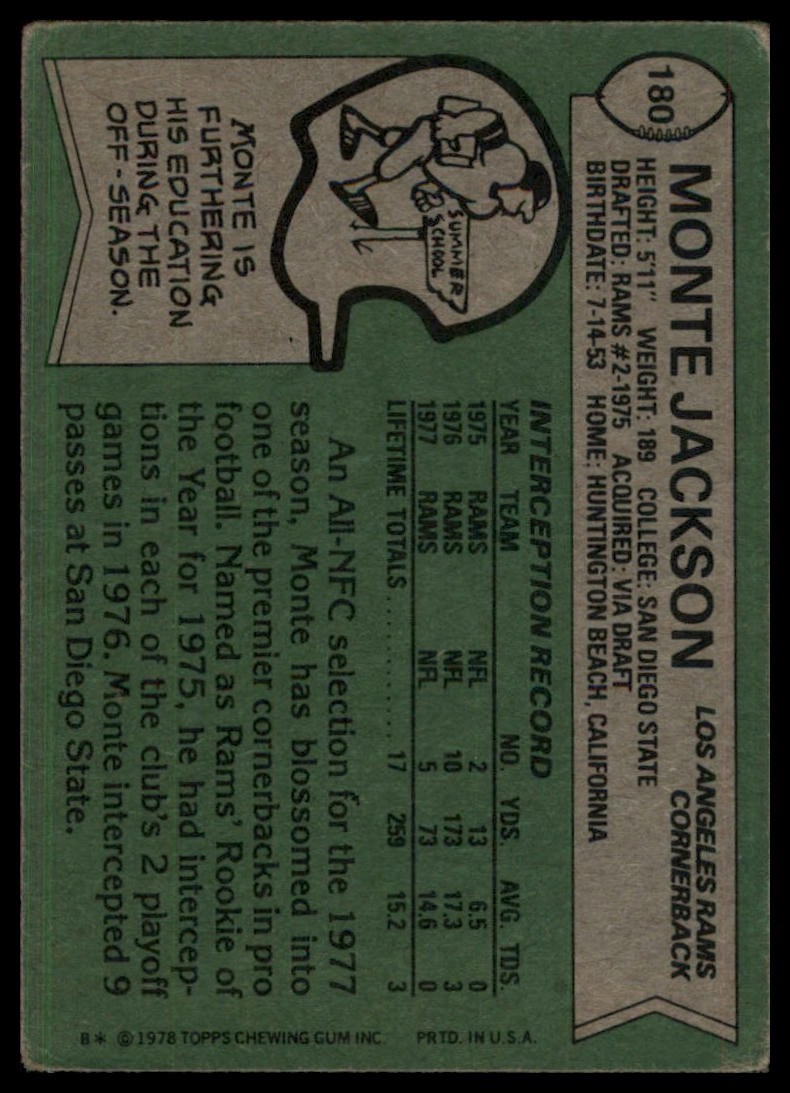 180
MONTE JACKSON
LOS ANGELES RAMS
CORNERBACK
HEIGHT: 5'11" WEIGHT: 189 COLLEGE: SAN DIEGO STATE
DRAFTED: RAMS #2-1975 ACQUIRED: VIA DRAFT
BIRTHDATE: 7-14-53 HOME: HUNTINGTON BEACH, CALIFORNIA
SUMMER
SCHOOL
MONTE IS
FURTHERING
HIS EDUCATION
DURING THE
OFF-SEASON.
INTERCEPTION RECORD
YEAR TEAM NO. YDS. AVG. TDS.
1975 RAMS NFL 2 13 6.5 0
1976 RAMS NFL 10 173 17.3 3
1977 RAMS NFL 5 73 14.6 0
LIFETIME TOTALS .......... 17 259 15.2 3
An All-NFC selection for the 1977
season, Monte has blossomed into
one of the premier cornerbacks in pro
football. Named as Rams' Rookie of
the Year for 1975, he had intercep-
tions in each of the club's 2 playoff
games in 1976. Monte intercepted 9
passes at San Diego State.
B* © 1978 TOPPS CHEWING GUM INC. PRTD. IN U.S.A.